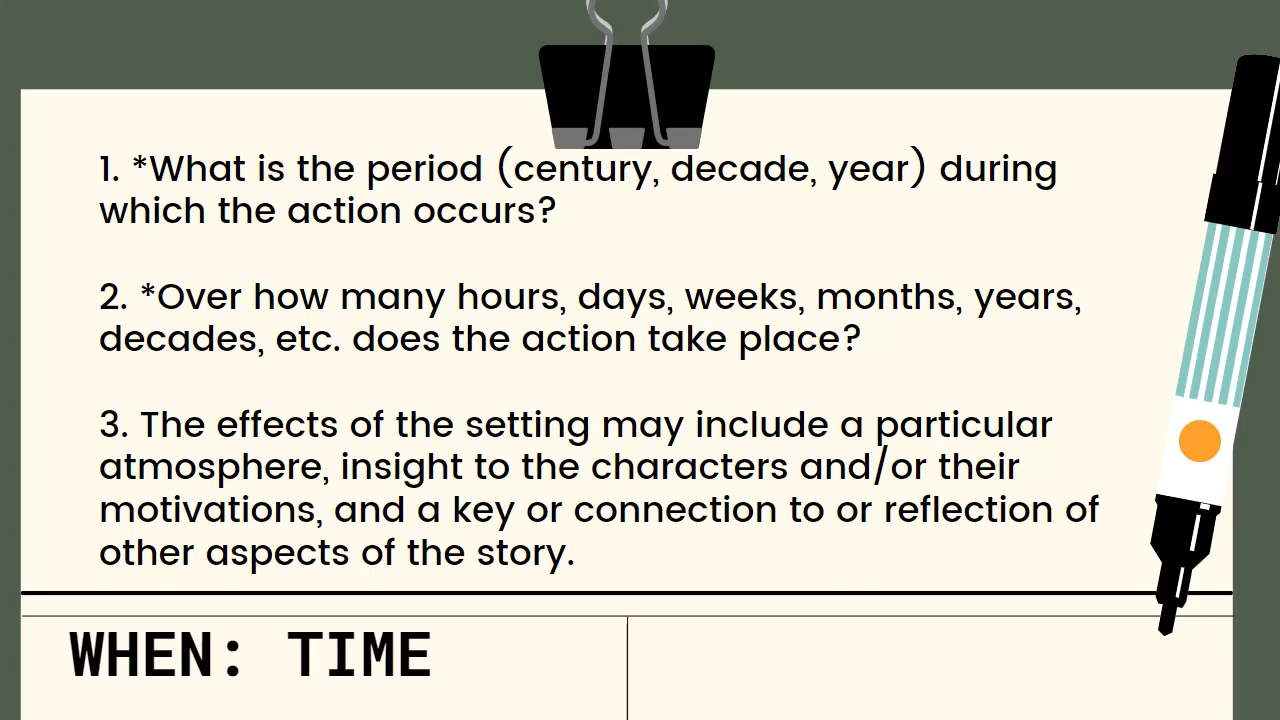 1. *What is the period (century, decade, year) during
which the action occurs?
2. *Over how many hours, days, weeks, months, years,
decades, etc. does the action take place?
3. The effects of the setting may include a particular
atmosphere, insight to the characters and/or their
motivations, and a key or connection to or reflection of
other aspects of the story.
WHEN: TIME